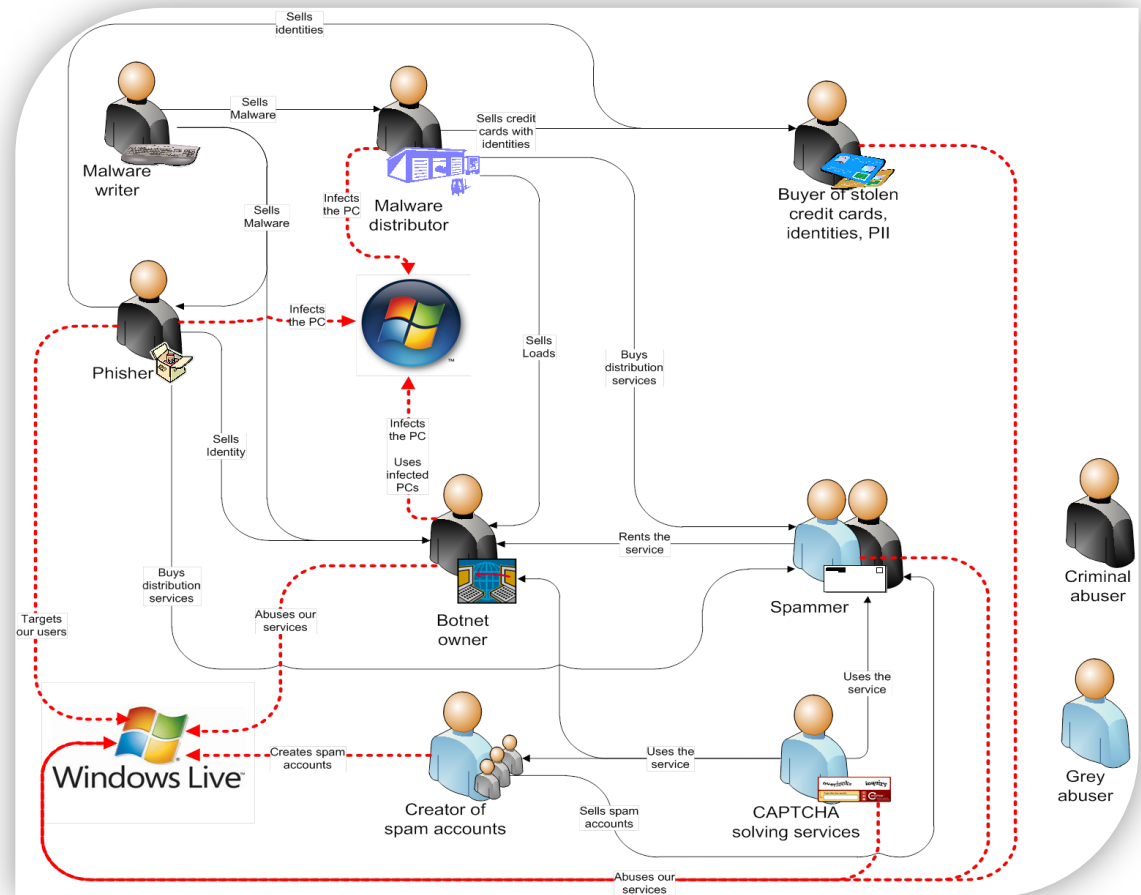 Sells
identities
Sells
Malware
Sells credit
cards with
identities
Malware
writer
Infects
the PC
Malware
distributor
Buyer of stolen
credit cards,
identities, PII
Sells
Malware
Infects
the PC
TM
Phisher
Sells
Loads
Buys
distribution
services
Sells
Identity
Infects
the PC
Uses
infected
PCs
Rents the
service
Buys
distribution
services
Targets
our users
Abuses our
services
Botnet
owner
Spammer
Criminal
abuser
Uses the
service
Windows Live™
Creates spam
accounts
Uses the
service
Creator of
spam accounts
Sells spam
accounts
CAPTCHA
solving services
Grey
abuser
Abuses our
services